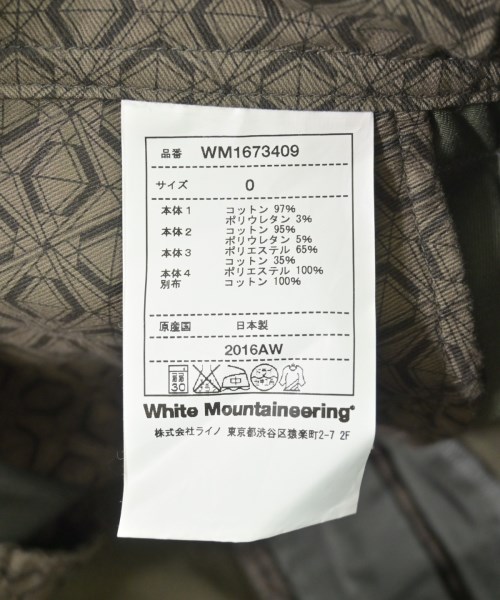 品番 WM1673409
サイズ 0
本体1 コットン 97%
ポリウレタン 3%
本体2 コットン 95%
ポリウレタン 5%
本体3 ポリエステル 65%
コットン 35%
本体4 ポリエステル 100%
別布 コットン 100%
原産国 日本製
2016AW
30 中
White Mountaineering®
株式会社ライノ 東京都渋谷区猿楽町2-7 2F